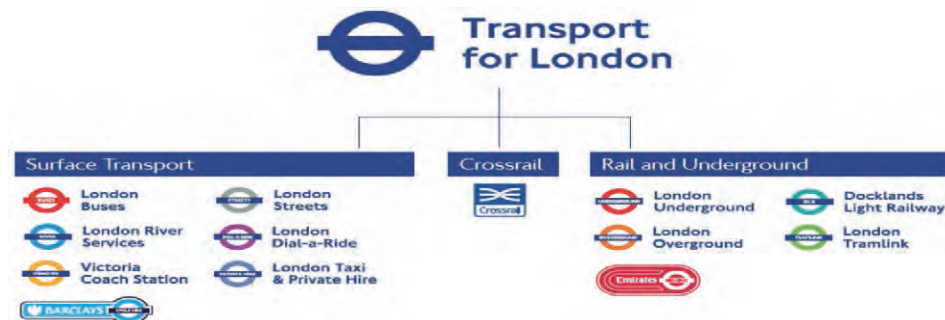 Transport
for London
Surface Transport
Crossrail
Rail and Underground
London
Buses
London
Streets
London River
Services
London
Dial-a-Ride
Victoria
Coach Station
London Taxi
& Private Hire
BARCLAYS
Crossrail
London
Underground
Docklands
Light Railway
London
Overground
London
Tramlink
Emirates